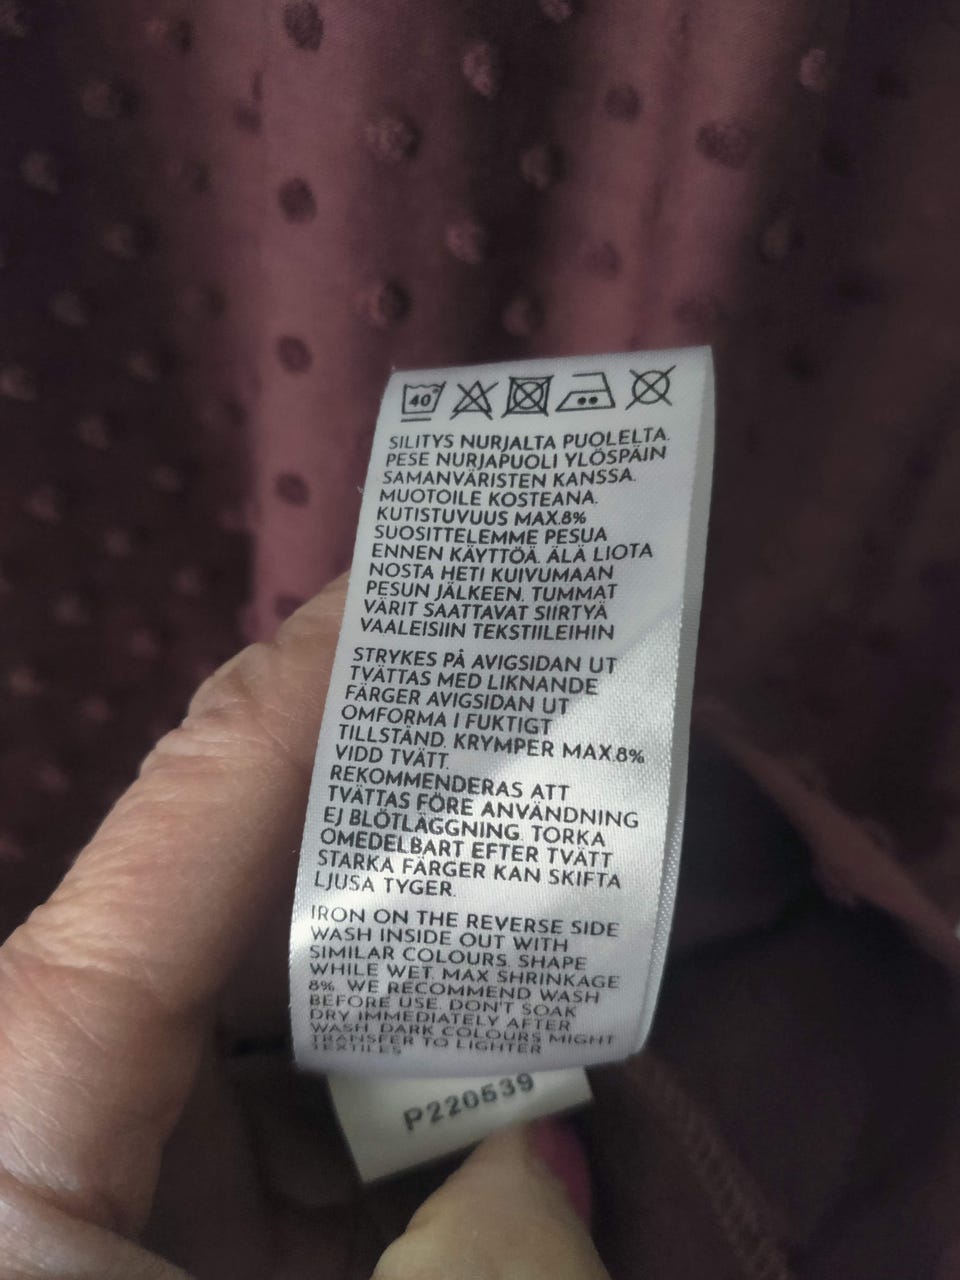 40°
SILITYS NURJALTA PUOLELTA.
PESE NURJAPUOLI YLÖSPÄIN
SAMANVÄRISTEN KANSSA.
MUOTOILE KOSTEANA.
KUTISTUVUUS MAX.8%
SUOSITTELEMME PESUA
ENNEN KÄYTTÖÄ. ÄLÄ LIOTA
NOSTA HETI KUIVUMAAN
PESUN JÄLKEEN. TUMMAT
VÄRIT SAATTAVAT SIIRTYÄ
VAALEISIIN TEKSTIILEIHIN
STRYKES PÅ AVIGSIDAN UT
TVÄTTAS MED LIKNANDE
FÄRGER AVIGSIDAN UT
OMFORMA I FUKTIGT
TILLSTÅND. KRYMPER MAX.8%
VIDD TVÄTT.
REKOMMENDERAS ATT
TVÄTTAS FÖRE ANVÄNDNING
EJ BLÖTLÄGGNING. TORKA
OMEDELBART EFTER TVÄTT
STARKA FÄRGER KAN SKIFTA
LJUSA TYGER.
IRON ON THE REVERSE SIDE
WASH INSIDE OUT WITH
SIMILAR COLOURS. SHAPE
WHILE WET. MAX SHRINKAGE
8%. WE RECOMMEND WASH
BEFORE USE. DON'T SOAK
DRY IMMEDIATELY AFTER
WASH. DARK COLOURS MIGHT
TRANSFER TO LIGHTER
TEXTILES
P220539